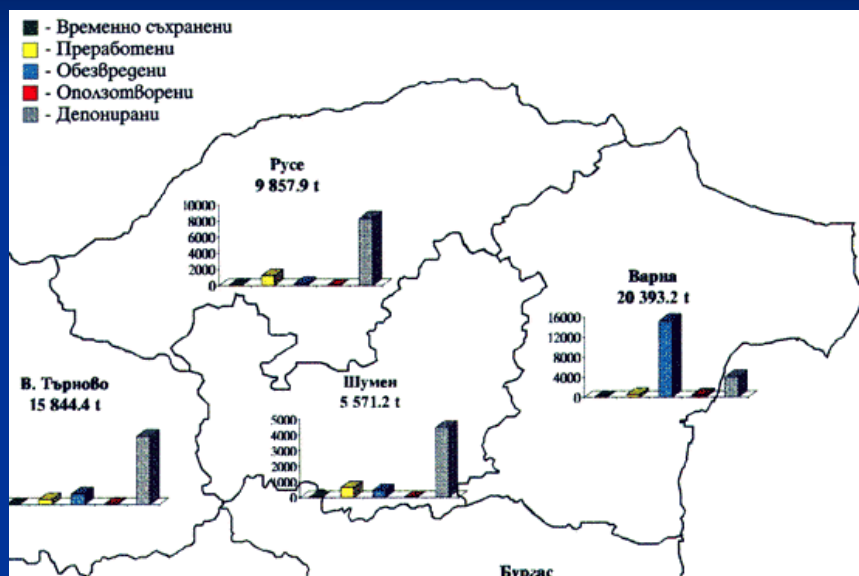 - Временно съхранени
- Преработени
- Обезвредени
- Оползотворени
- Депонирани
Русе
9 857.9 t
10000
8000
6000
4000
2000
0
Варна
20 393.2 t
16000
12000
8000
4000
0
В. Търново
15 844.4 t
Шумен
5 571.2 t
5000
4000
3000
2000
1000
0
Бургас